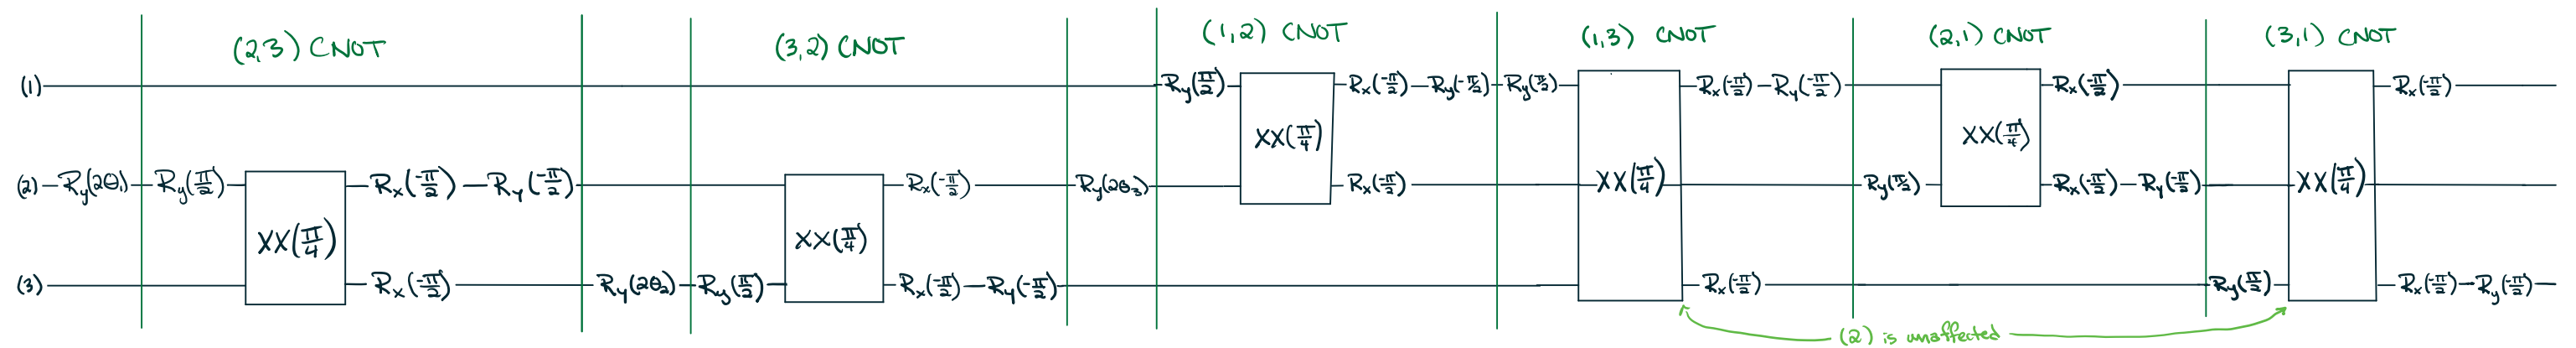 (2,3) CNOT (3,2) CNOT (1,2) CNOT (1,3) CNOT (2,1) CNOT (3,1) CNOT
(1) Ry(π/2) XX(π/4) Rx(-π/2) Ry(-π/2) Ry(π/2) XX(π/4) Rx(-π/2) Ry(-π/2) XX(π/4) Rx(-π/2) XX(π/4) Rx(-π/2)
(2) Ry(2θ₁) Ry(π/2) XX(π/4) Rx(-π/2) Ry(-π/2) XX(π/4) Rx(-π/2) Ry(2θ₃) Rx(-π/2) Ry(π/2) Rx(-π/2) Ry(-π/2)
(3) Rx(-π/2) Ry(2θ₂) Ry(π/2) Rx(-π/2) Ry(-π/2) Rx(-π/2) Ry(π/2) Rx(-π/2) Ry(-π/2)
(2) is unaffected